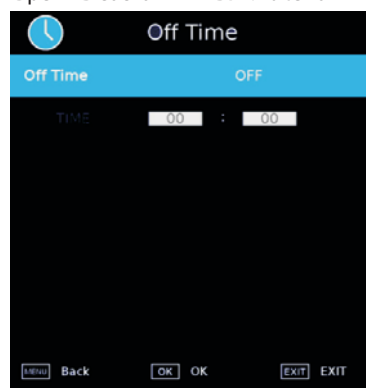 Off Time
Off Time OFF
TIME 00 : 00
MENU Back OK OK EXIT EXIT